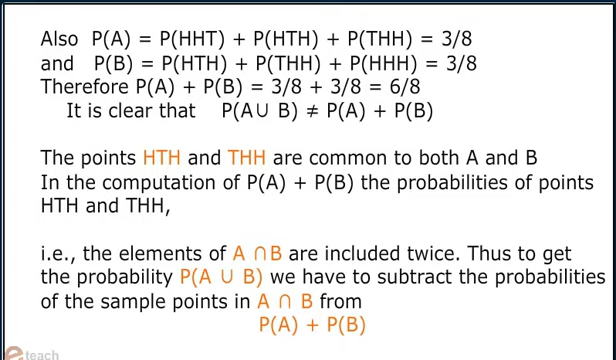 Also P(A) = P(HHT) + P(HTH) + P(THH) = 3/8
and P(B) = P(HTH) + P(THH) + P(HHH) = 3/8
Therefore P(A) + P(B) = 3/8 + 3/8 = 6/8
It is clear that P(A∪ B) ≠ P(A) + P(B)
The points HTH and THH are common to both A and B
In the computation of P(A) + P(B) the probabilities of points
HTH and THH,
i.e., the elements of A ∩B are included twice. Thus to get
the probability P(A ∪ B) we have to subtract the probabilities
of the sample points in A ∩ B from
P(A) + P(B)
e teach